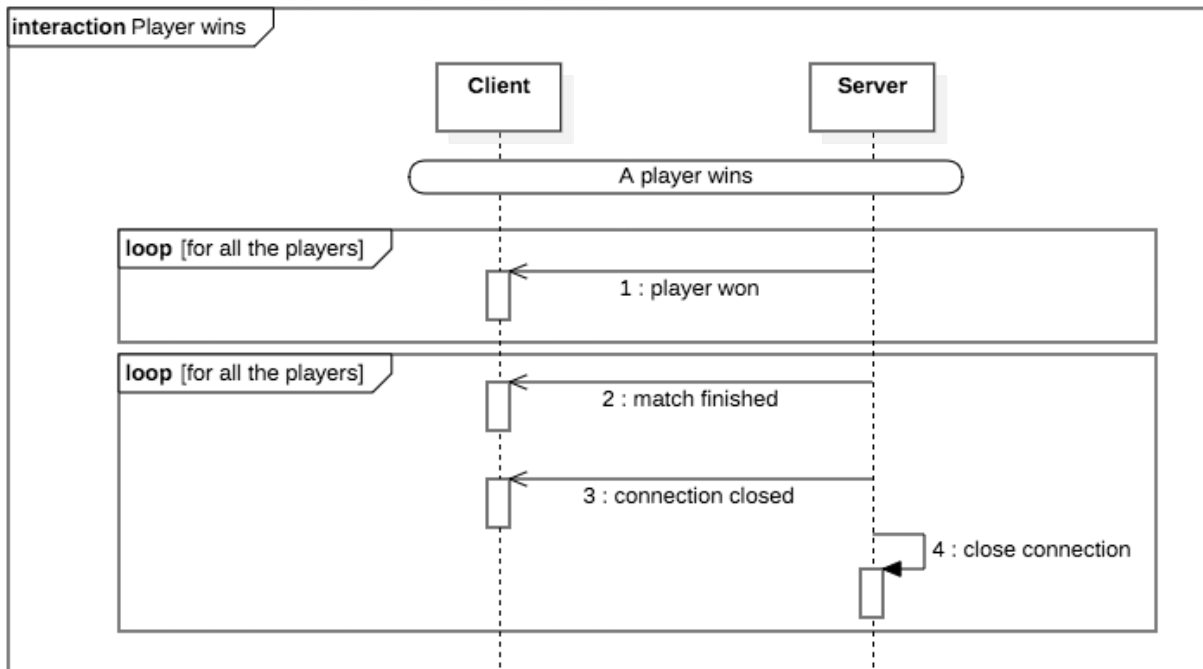 interaction Player wins
Client
Server
A player wins
loop [for all the players]
1 : player won
loop [for all the players]
2 : match finished
3 : connection closed
4 : close connection